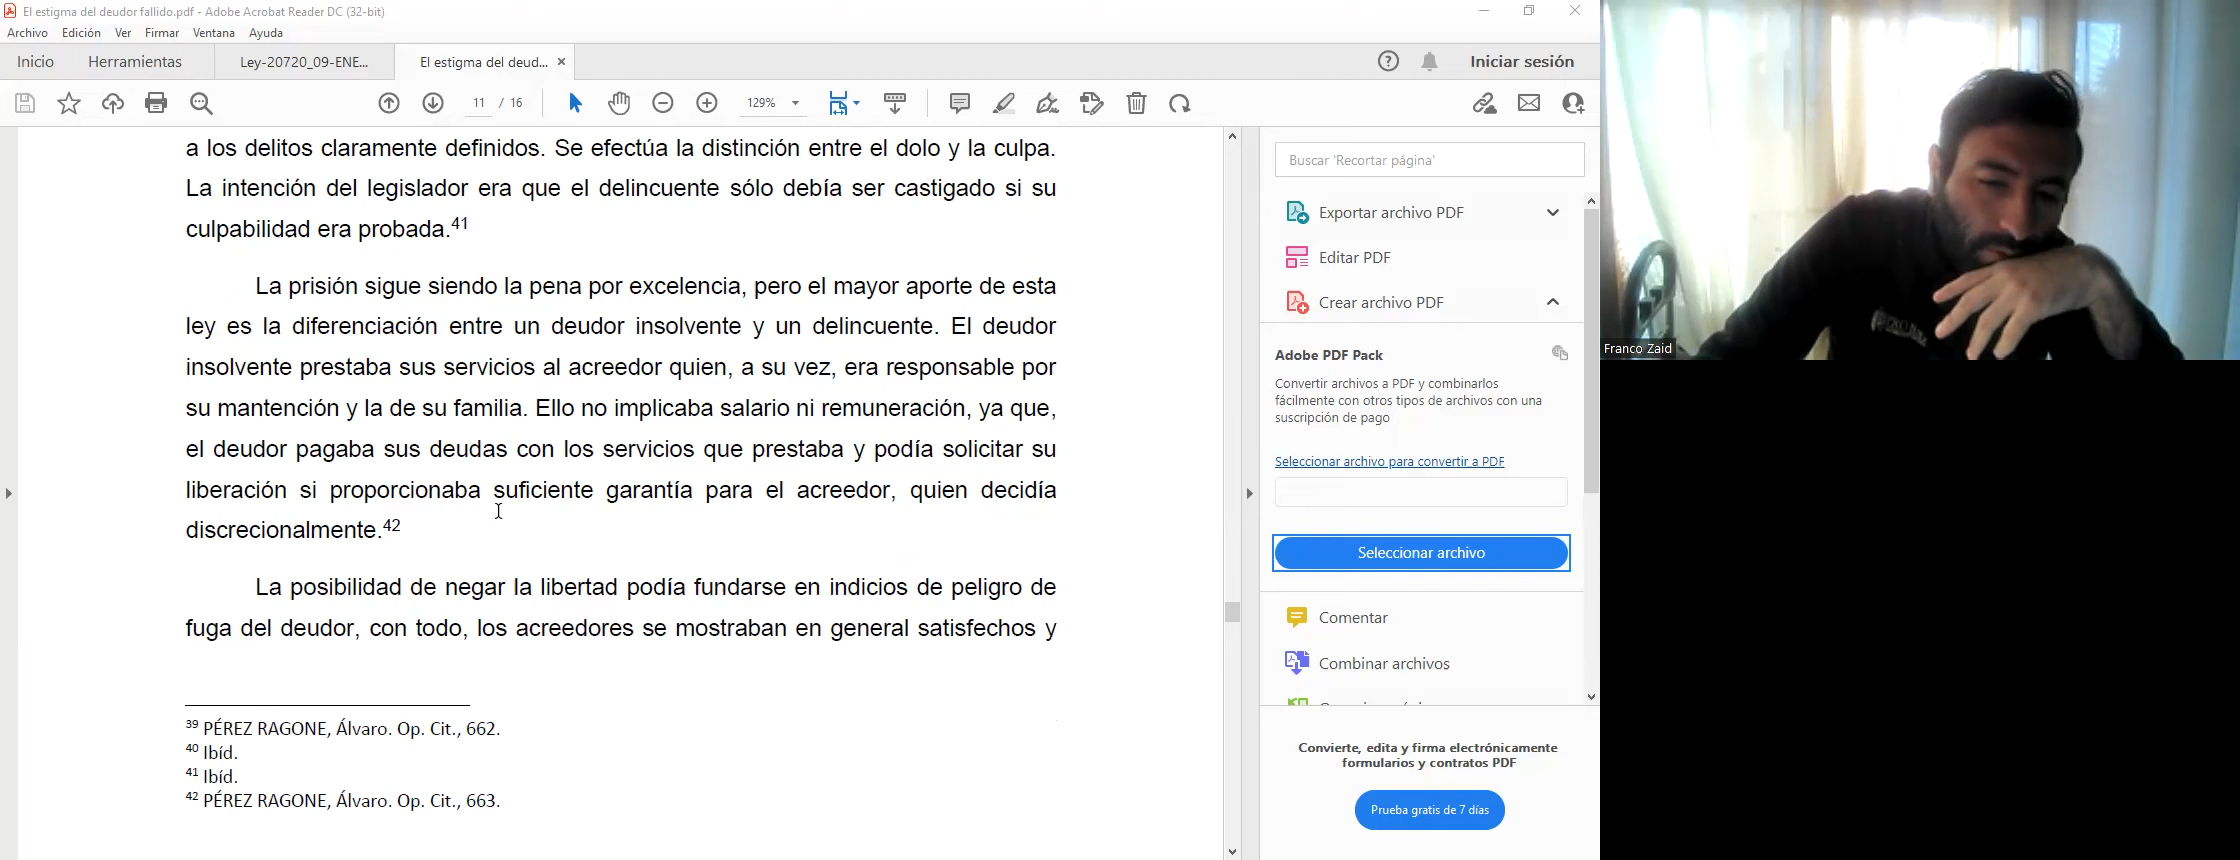 El estigma del deudor fallido.pdf - Adobe Acrobat Reader DC (32-bit)
Archivo Edición Ver Firmar Ventana Ayuda
Inicio Herramientas Ley-20720_09-ENE... El estigma del deud... Iniciar sesión
11 / 16 129%
a los delitos claramente definidos. Se efectúa la distinción entre el dolo y la culpa.
La intención del legislador era que el delincuente sólo debía ser castigado si su
culpabilidad era probada.41
La prisión sigue siendo la pena por excelencia, pero el mayor aporte de esta
ley es la diferenciación entre un deudor insolvente y un delincuente. El deudor
insolvente prestaba sus servicios al acreedor quien, a su vez, era responsable por
su mantención y la de su familia. Ello no implicaba salario ni remuneración, ya que,
el deudor pagaba sus deudas con los servicios que prestaba y podía solicitar su
liberación si proporcionaba suficiente garantía para el acreedor, quien decidía
discrecionalmente.42
La posibilidad de negar la libertad podía fundarse en indicios de peligro de
fuga del deudor, con todo, los acreedores se mostraban en general satisfechos y
39 PÉREZ RAGONE, Álvaro. Op. Cit., 662.
40 Ibíd.
41 Ibíd.
42 PÉREZ RAGONE, Álvaro. Op. Cit., 663.
Buscar 'Recortar página'
Exportar archivo PDF
Editar PDF
Crear archivo PDF
Adobe PDF Pack
Convertir archivos a PDF y combinarlos
fácilmente con otros tipos de archivos con una
suscripción de pago
Seleccionar archivo para convertir a PDF
Seleccionar archivo
Comentar
Combinar archivos
Convierte, edita y firma electrónicamente
formularios y contratos PDF
Prueba gratis de 7 días
Franco Zaid